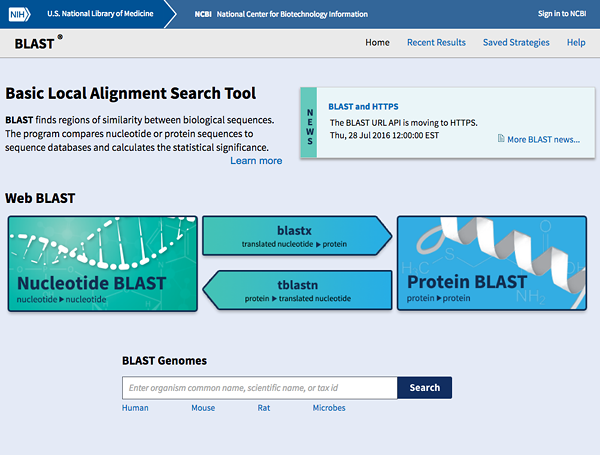 NIH U.S. National Library of Medicine NCBI National Center for Biotechnology Information Sign in to NCBI
BLAST ® Home Recent Results Saved Strategies Help
Basic Local Alignment Search Tool
BLAST finds regions of similarity between biological sequences.
The program compares nucleotide or protein sequences to
sequence databases and calculates the statistical significance.
Learn more
NEWS
BLAST and HTTPS
The BLAST URL API is moving to HTTPS.
Thu, 28 Jul 2016 12:00:00 EST
More BLAST news...
Web BLAST
Nucleotide BLAST
nucleotide ▶ nucleotide
blastx
translated nucleotide ▶ protein
tblastn
protein ▶ translated nucleotide
H₃C S O NH₂
Protein BLAST
protein ▶ protein
BLAST Genomes
Enter organism common name, scientific name, or tax id Search
Human Mouse Rat Microbes